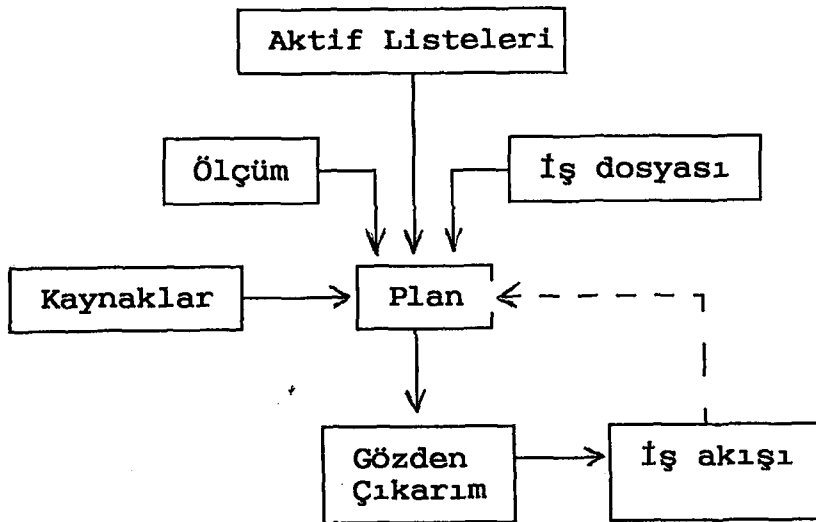 Aktif Listeleri
Ölçüm
İş dosyası
Kaynaklar
Plan
Gözden
Çıkarım
İş akışı